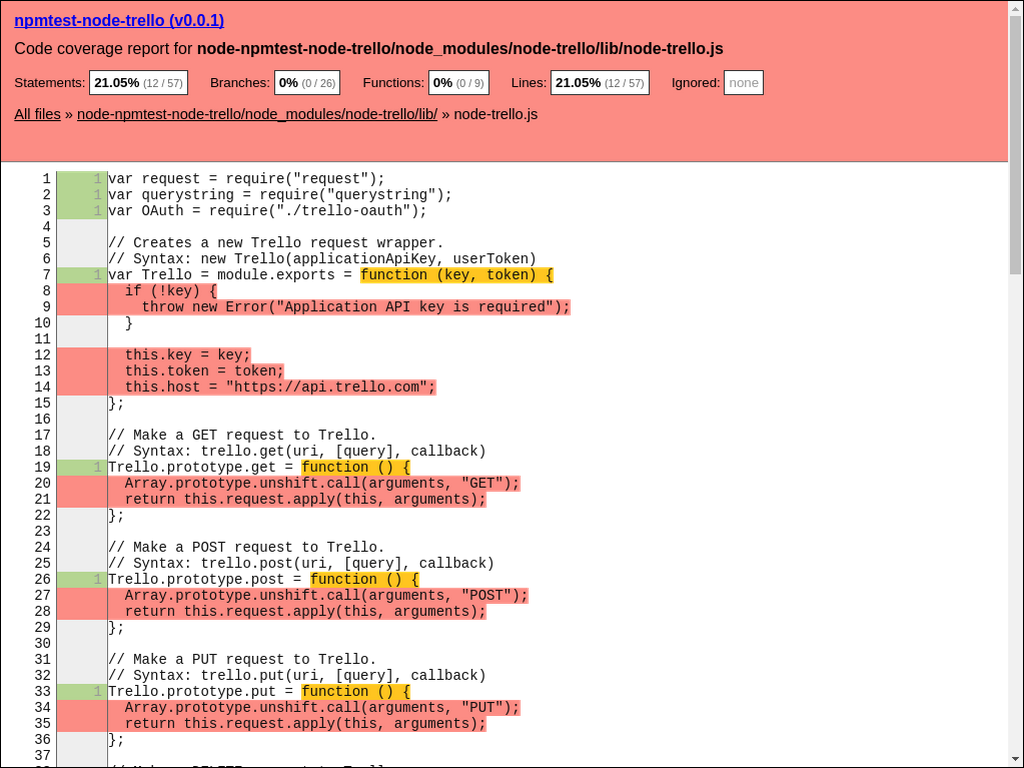 npmtest-node-trello (v0.0.1)
Code coverage report for node-npmtest-node-trello/node_modules/node-trello/lib/node-trello.js
Statements: 21.05% (12 / 57) Branches: 0% (0 / 26) Functions: 0% (0 / 9) Lines: 21.05% (12 / 57) Ignored: none
All files » node-npmtest-node-trello/node_modules/node-trello/lib/ » node-trello.js
1 1 var request = require("request");
2 1 var querystring = require("querystring");
3 1 var OAuth = require("./trello-oauth");
4
5 // Creates a new Trello request wrapper.
6 // Syntax: new Trello(applicationApiKey, userToken)
7 1 var Trello = module.exports = function (key, token) {
8 if (!key) {
9 throw new Error("Application API key is required");
10 }
11
12 this.key = key;
13 this.token = token;
14 this.host = "https://api.trello.com";
15 };
16
17 // Make a GET request to Trello.
18 // Syntax: trello.get(uri, [query], callback)
19 1 Trello.prototype.get = function () {
20 Array.prototype.unshift.call(arguments, "GET");
21 return this.request.apply(this, arguments);
22 };
23
24 // Make a POST request to Trello.
25 // Syntax: trello.post(uri, [query], callback)
26 1 Trello.prototype.post = function () {
27 Array.prototype.unshift.call(arguments, "POST");
28 return this.request.apply(this, arguments);
29 };
30
31 // Make a PUT request to Trello.
32 // Syntax: trello.put(uri, [query], callback)
33 1 Trello.prototype.put = function () {
34 Array.prototype.unshift.call(arguments, "PUT");
35 return this.request.apply(this, arguments);
36 };
37